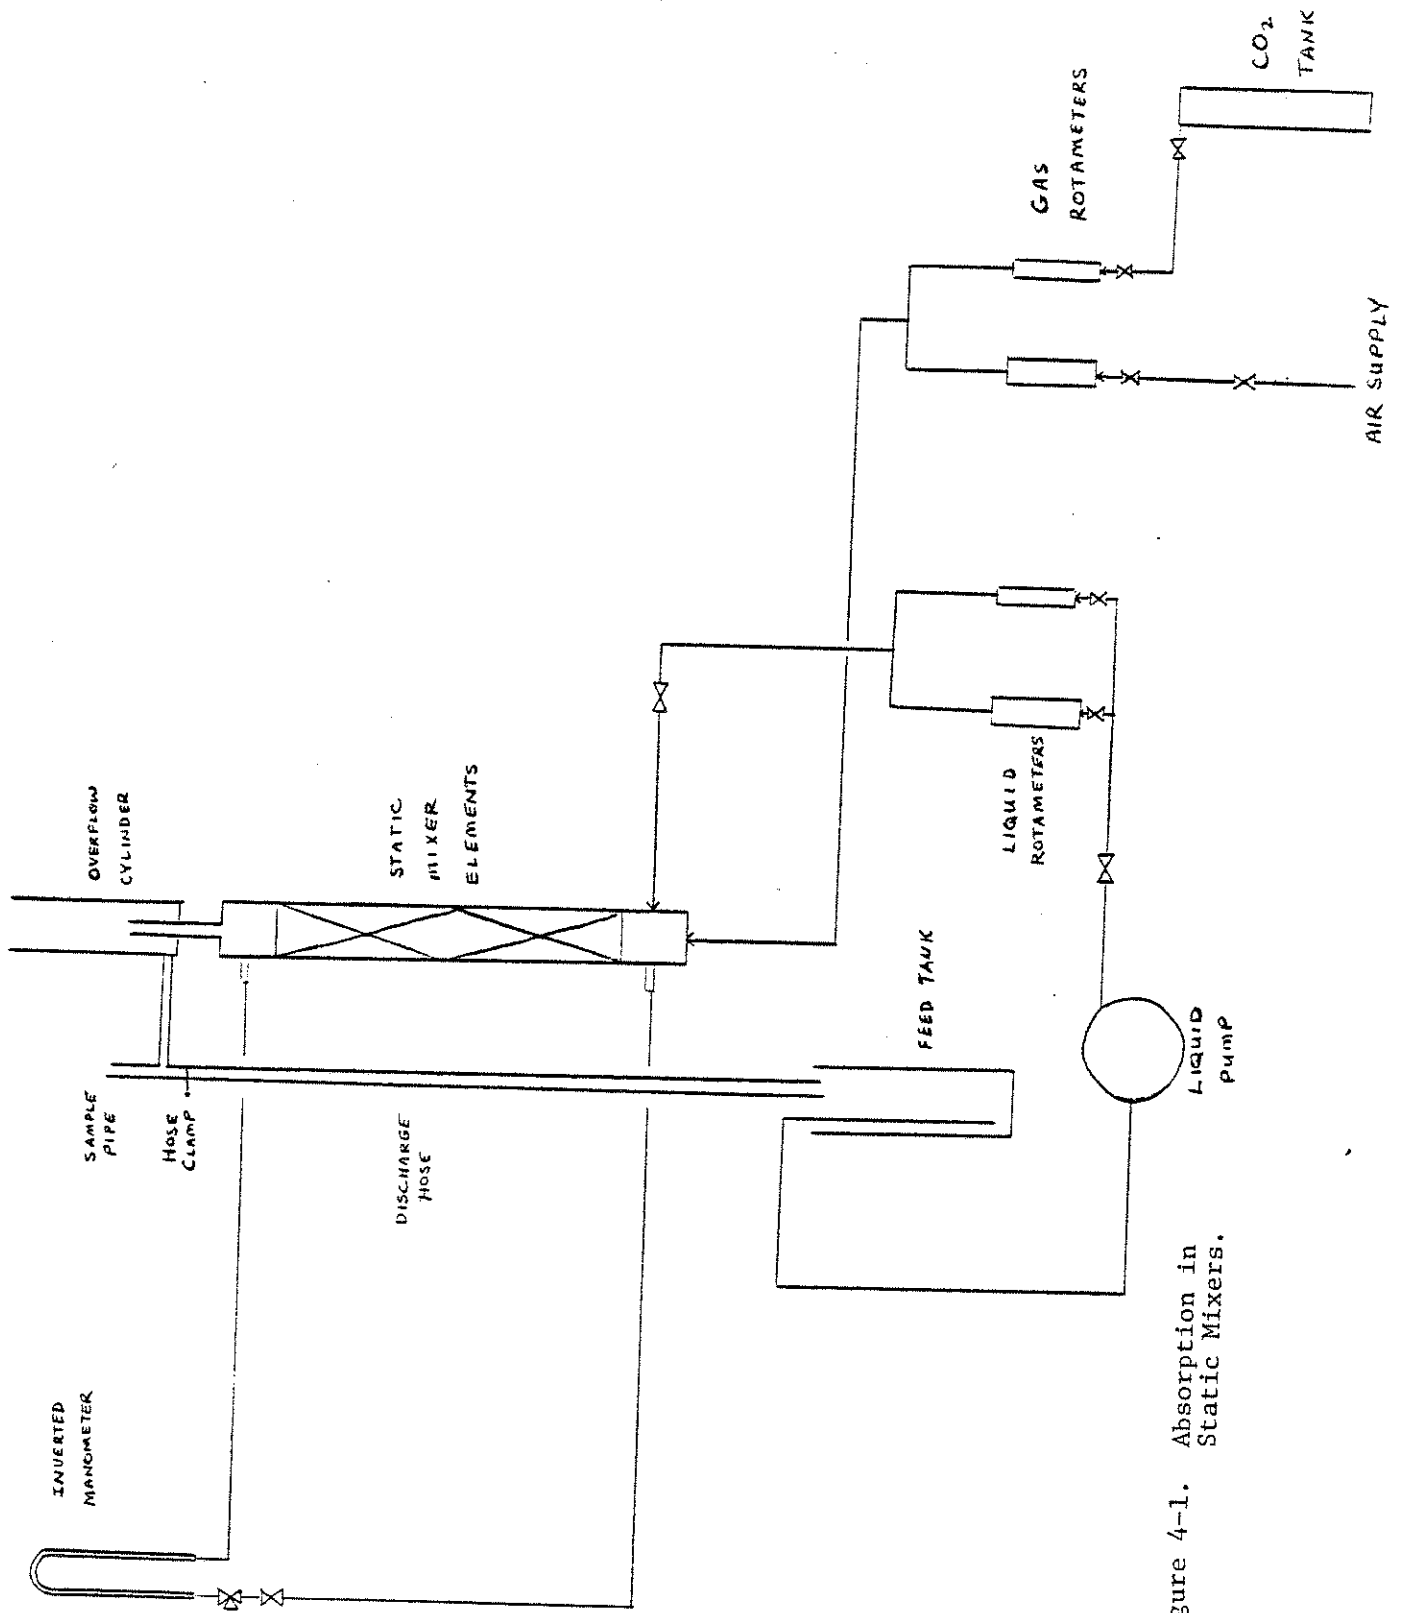 INVERTED
MANOMETER
SAMPLE
PIPE
HOSE
CLAMP
DISCHARGE
HOSE
OVERFLOW
CYLINDER
STATIC
MIXER
ELEMENTS
FEED TANK
LIQUID
PUMP
LIQUID
ROTAMETERS
GAS
ROTAMETERS
CO2
TANK
AIR SUPPLY
gure 4-1. Absorption in
Static Mixers.